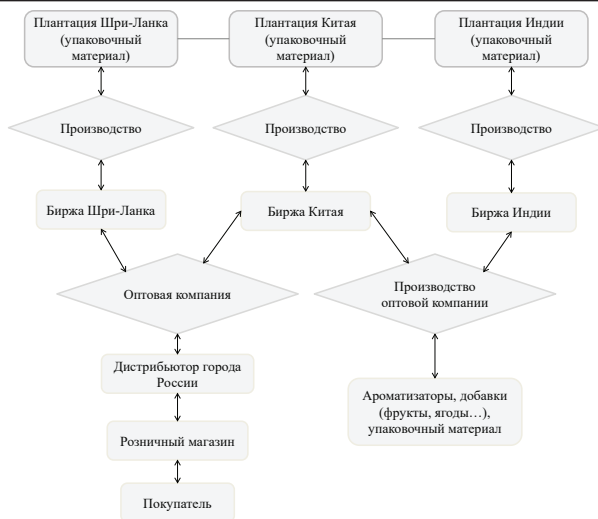 Плантация Шри-Ланка
(упаковочный
материал)
Плантация Китая
(упаковочный
материал)
Плантация Индии
(упаковочный
материал)
Производство
Производство
Производство
Биржа Шри-Ланка
Биржа Китая
Биржа Индии
Оптовая компания
Производство
оптовой компании
Дистрибьютор города
России
Ароматизаторы, добавки
(фрукты, ягоды…),
упаковочный материал
Розничный магазин
Покупатель